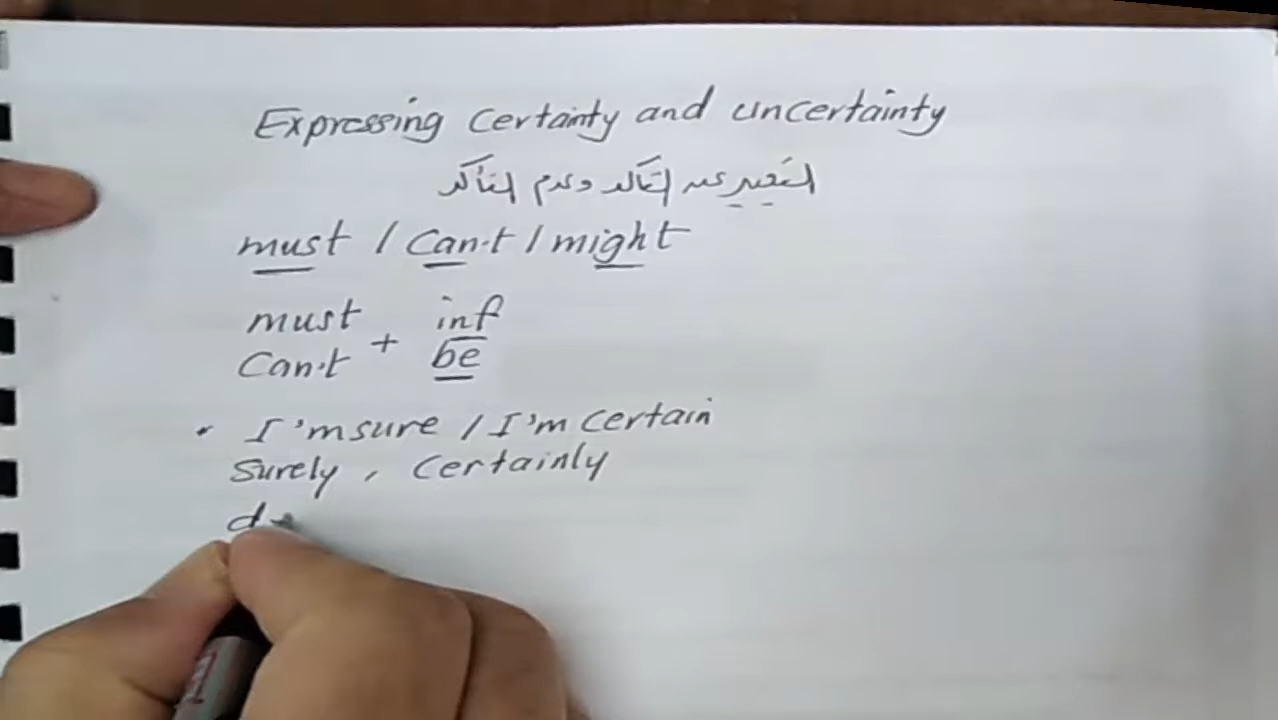 Expressing certainty and uncertainty
التعبير عن التأكد وعدم التأكد
must / Can't / might
must inf
Can't + be
• I'm sure / I'm certain
Surely, certainly
d